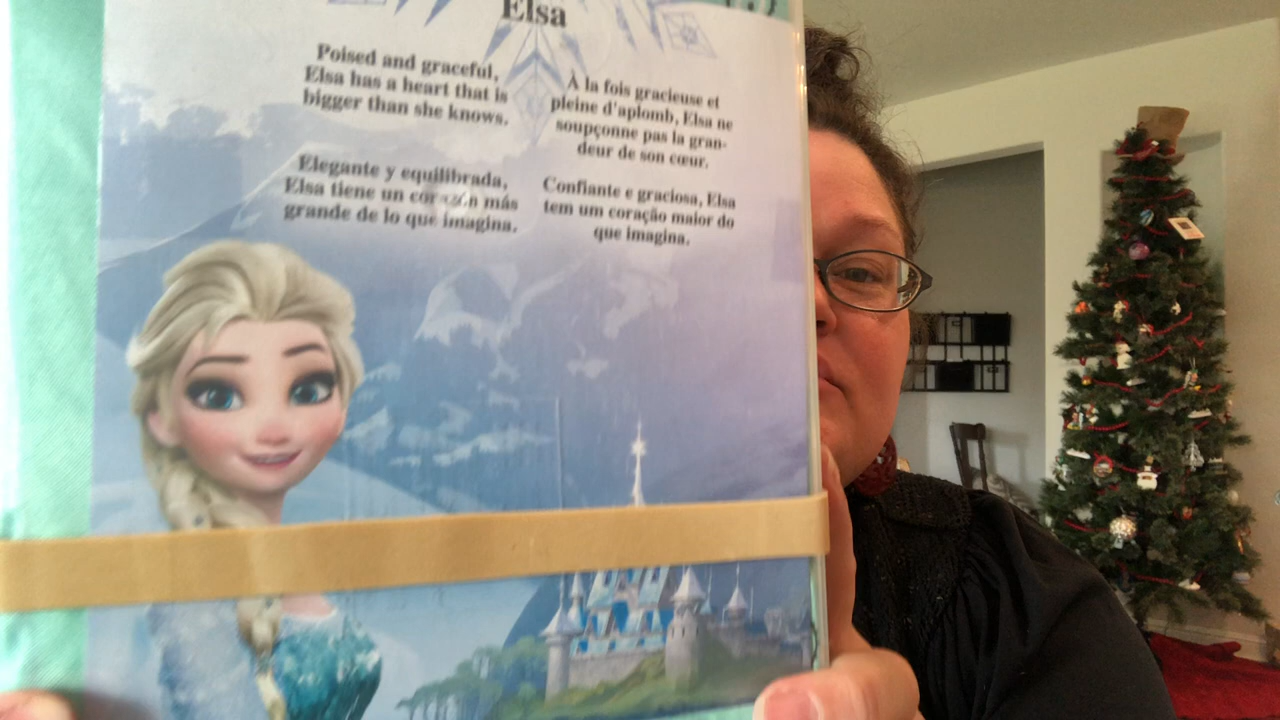 Elsa
Poised and graceful,
Elsa has a heart that is
bigger than she knows.
À la fois gracieuse et
pleine d'aplomb, Elsa ne
soupçonne pas la gran-
deur de son cœur.
Elegante y equilibrada,
Elsa tiene un corazón más
grande de lo que imagina.
Confiante e graciosa, Elsa
tem um coração maior do
que imagina.